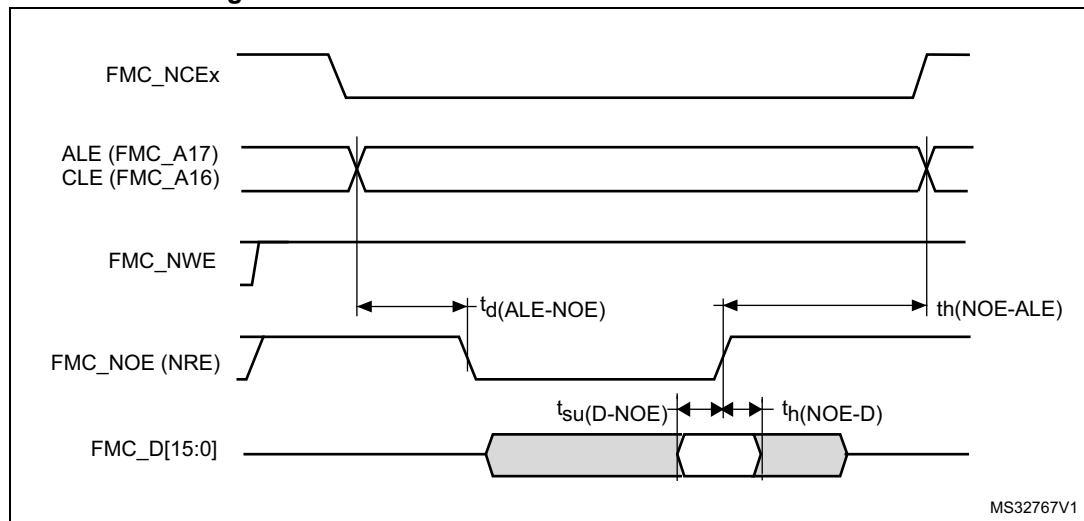 FMC_NCEx
ALE (FMC_A17)
CLE (FMC_A16)
FMC_NWE
td(ALE-NOE)
th(NOE-ALE)
FMC_NOE (NRE)
tsu(D-NOE)
th(NOE-D)
FMC_D[15:0]
MS32767V1